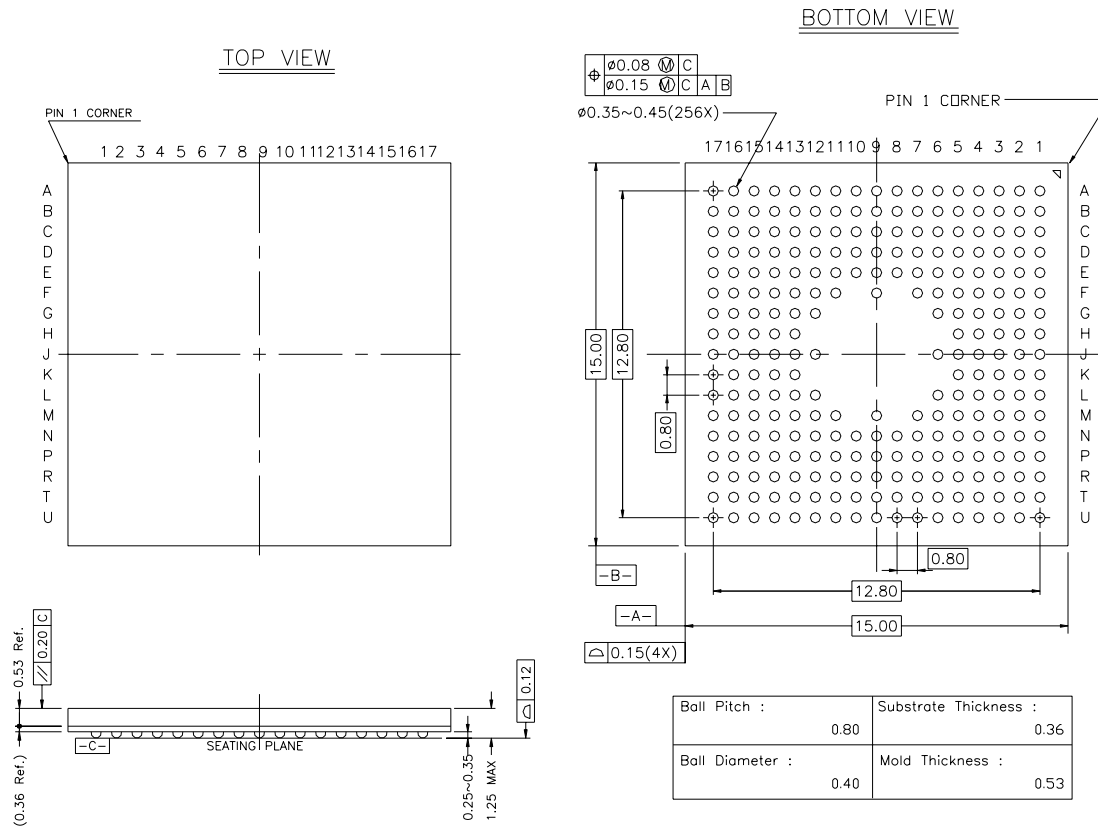 BOTTOM VIEW
TOP VIEW
⌀0.08 Ⓜ C
⌀0.15 Ⓜ C A B
⌀0.35~0.45(256X)
PIN 1 CORNER
PIN 1 CORNER
1 2 3 4 5 6 7 8 9 10 11 12 13 14 15 16 17
17 16 15 14 13 12 11 10 9 8 7 6 5 4 3 2 1
A
B
C
D
E
F
G
H
J
K
L
M
N
P
R
T
U
A
B
C
D
E
F
G
H
J
K
L
M
N
P
R
T
U
15.00
12.80
0.80
0.80
-B-
12.80
-A-
15.00
⌓ 0.15(4X)
0.53 Ref.
// 0.20 C
(0.36 Ref.)
-C-
SEATING PLANE
0.25~0.35
1.25 MAX
⌓ 0.12
Ball Pitch : 0.80
Substrate Thickness : 0.36
Ball Diameter : 0.40
Mold Thickness : 0.53